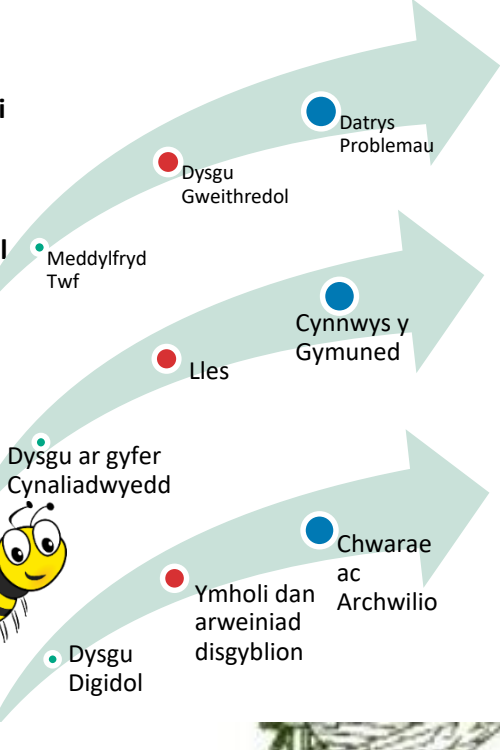 i
Datrys
Problemau
Dysgu
Gweithredol
l
Meddylfryd
Twf
Cynnwys y
Gymuned
Lles
Dysgu ar gyfer
Cynaliadwyedd
Chwarae
ac
Archwilio
Ymholi dan
arweiniad
disgyblion
Dysgu
Digidol